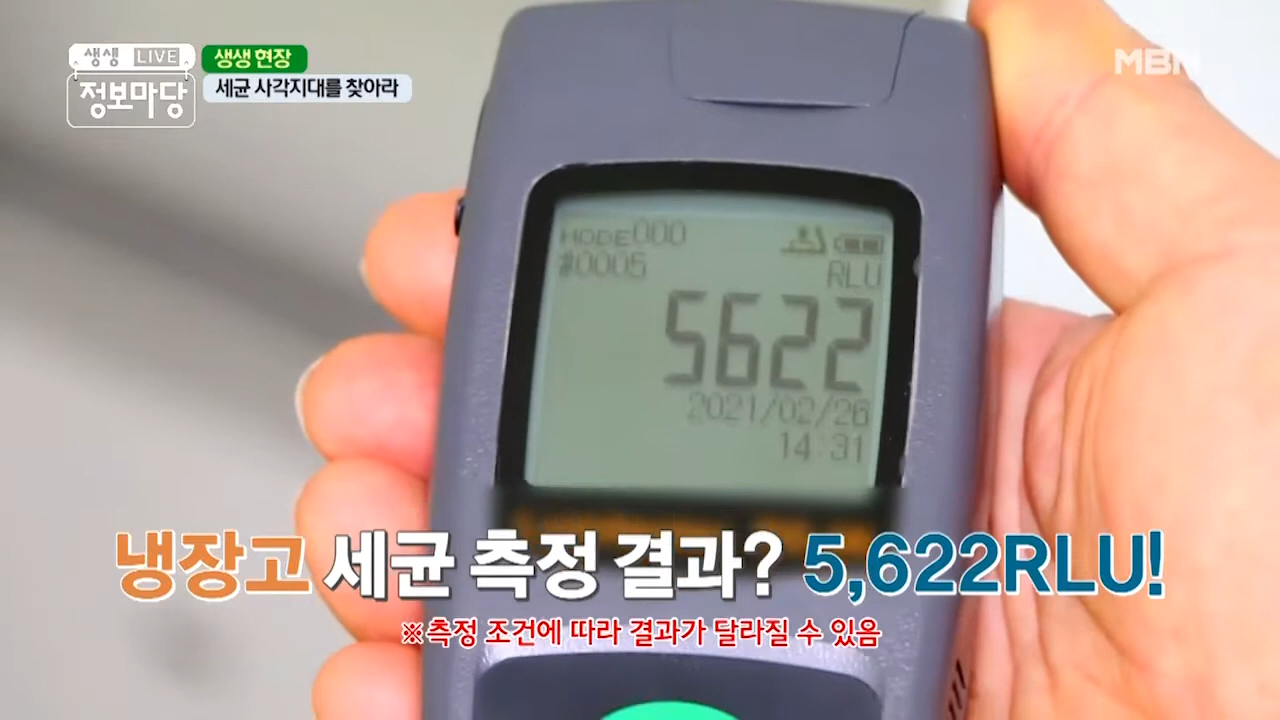 생생 LIVE
정보마당
생생 현장
세균 사각지대를 찾아라
MBN
MODE000
#0005
RLU
5622
2021/02/26
14:31
냉장고 세균 측정 결과? 5,622RLU!
※측정 조건에 따라 결과가 달라질 수 있음